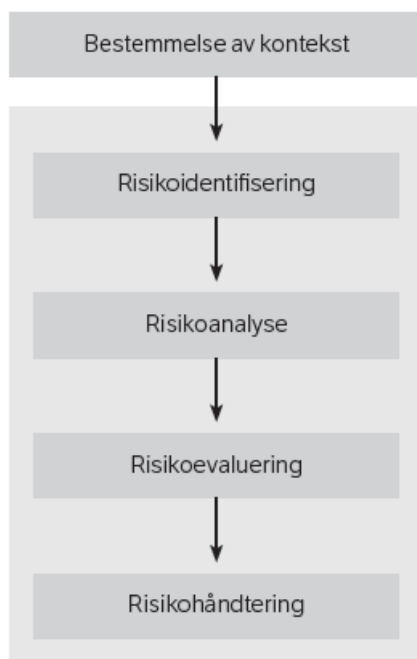 Bestemmelse av kontekst
Risikoidentifisering
Risikoanalyse
Risikoevaluering
Risikohåndtering